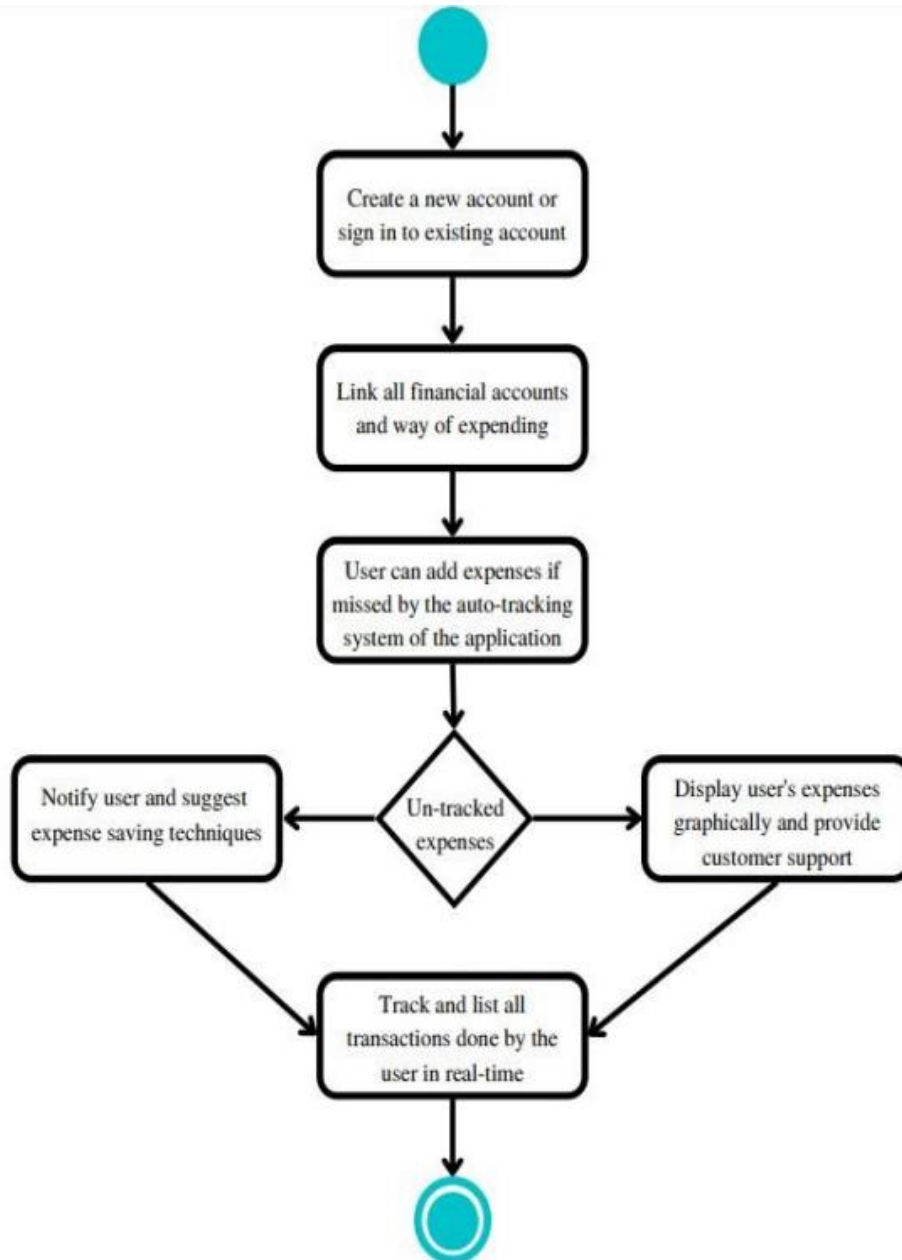 Create a new account or
sign in to existing account
Link all financial accounts
and way of expending
User can add expenses if
missed by the auto-tracking
system of the application
Un-tracked
expenses
Notify user and suggest
expense saving techniques
Display user's expenses
graphically and provide
customer support
Track and list all
transactions done by the
user in real-time